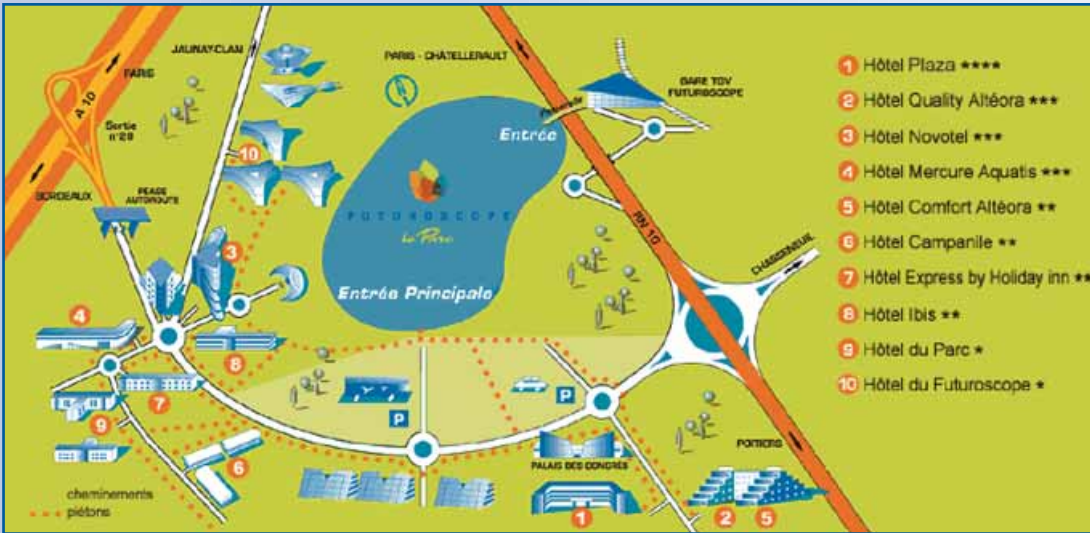 JAUNAY-CLAN
PARIS - CHÂTELLERAULT
GARE TGV
FUTUROSCOPE
PARIS
A 10
Sortie
n°28
Passerelle
Entrée
10
BORDEAUX
PEAGE
AUTOROUTE
FUTUROSCOPE
le Parc
RN 10
CHASSENEUIL
3
Entrée Principale
4
8
7
P
P
9
6
PALAIS DES CONGRÈS
POITIERS
cheminements
piétons
1
2
5
1 Hôtel Plaza ★★★★
2 Hôtel Quality Altéora ★★★
3 Hôtel Novotel ★★★
4 Hôtel Mercure Aquatis ★★★
5 Hôtel Comfort Altéora ★★
6 Hôtel Campanile ★★
7 Hôtel Express by Holiday inn ★★
8 Hôtel Ibis ★★
9 Hôtel du Parc ★
10 Hôtel du Futuroscope ★